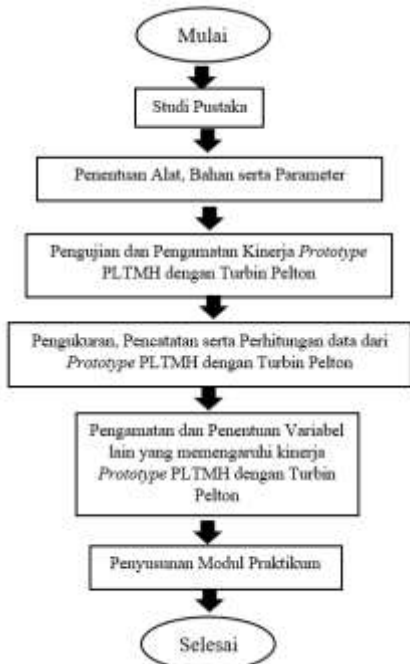 Mulai
Studi Pustaka
Penentuan Alat, Bahan serta Parameter
Pengujian dan Pengamatan Kinerja Prototype
PLTMH dengan Turbin Pelton
Pengukuran, Pencatatan serta Perhitungan data dari
Prototype PLTMH dengan Turbin Pelton
Pengamatan dan Penentuan Variabel
lain yang memengaruhi kinerja
Prototype PLTMH dengan Turbin
Pelton
Penyusunan Modul Praktikum
Selesai